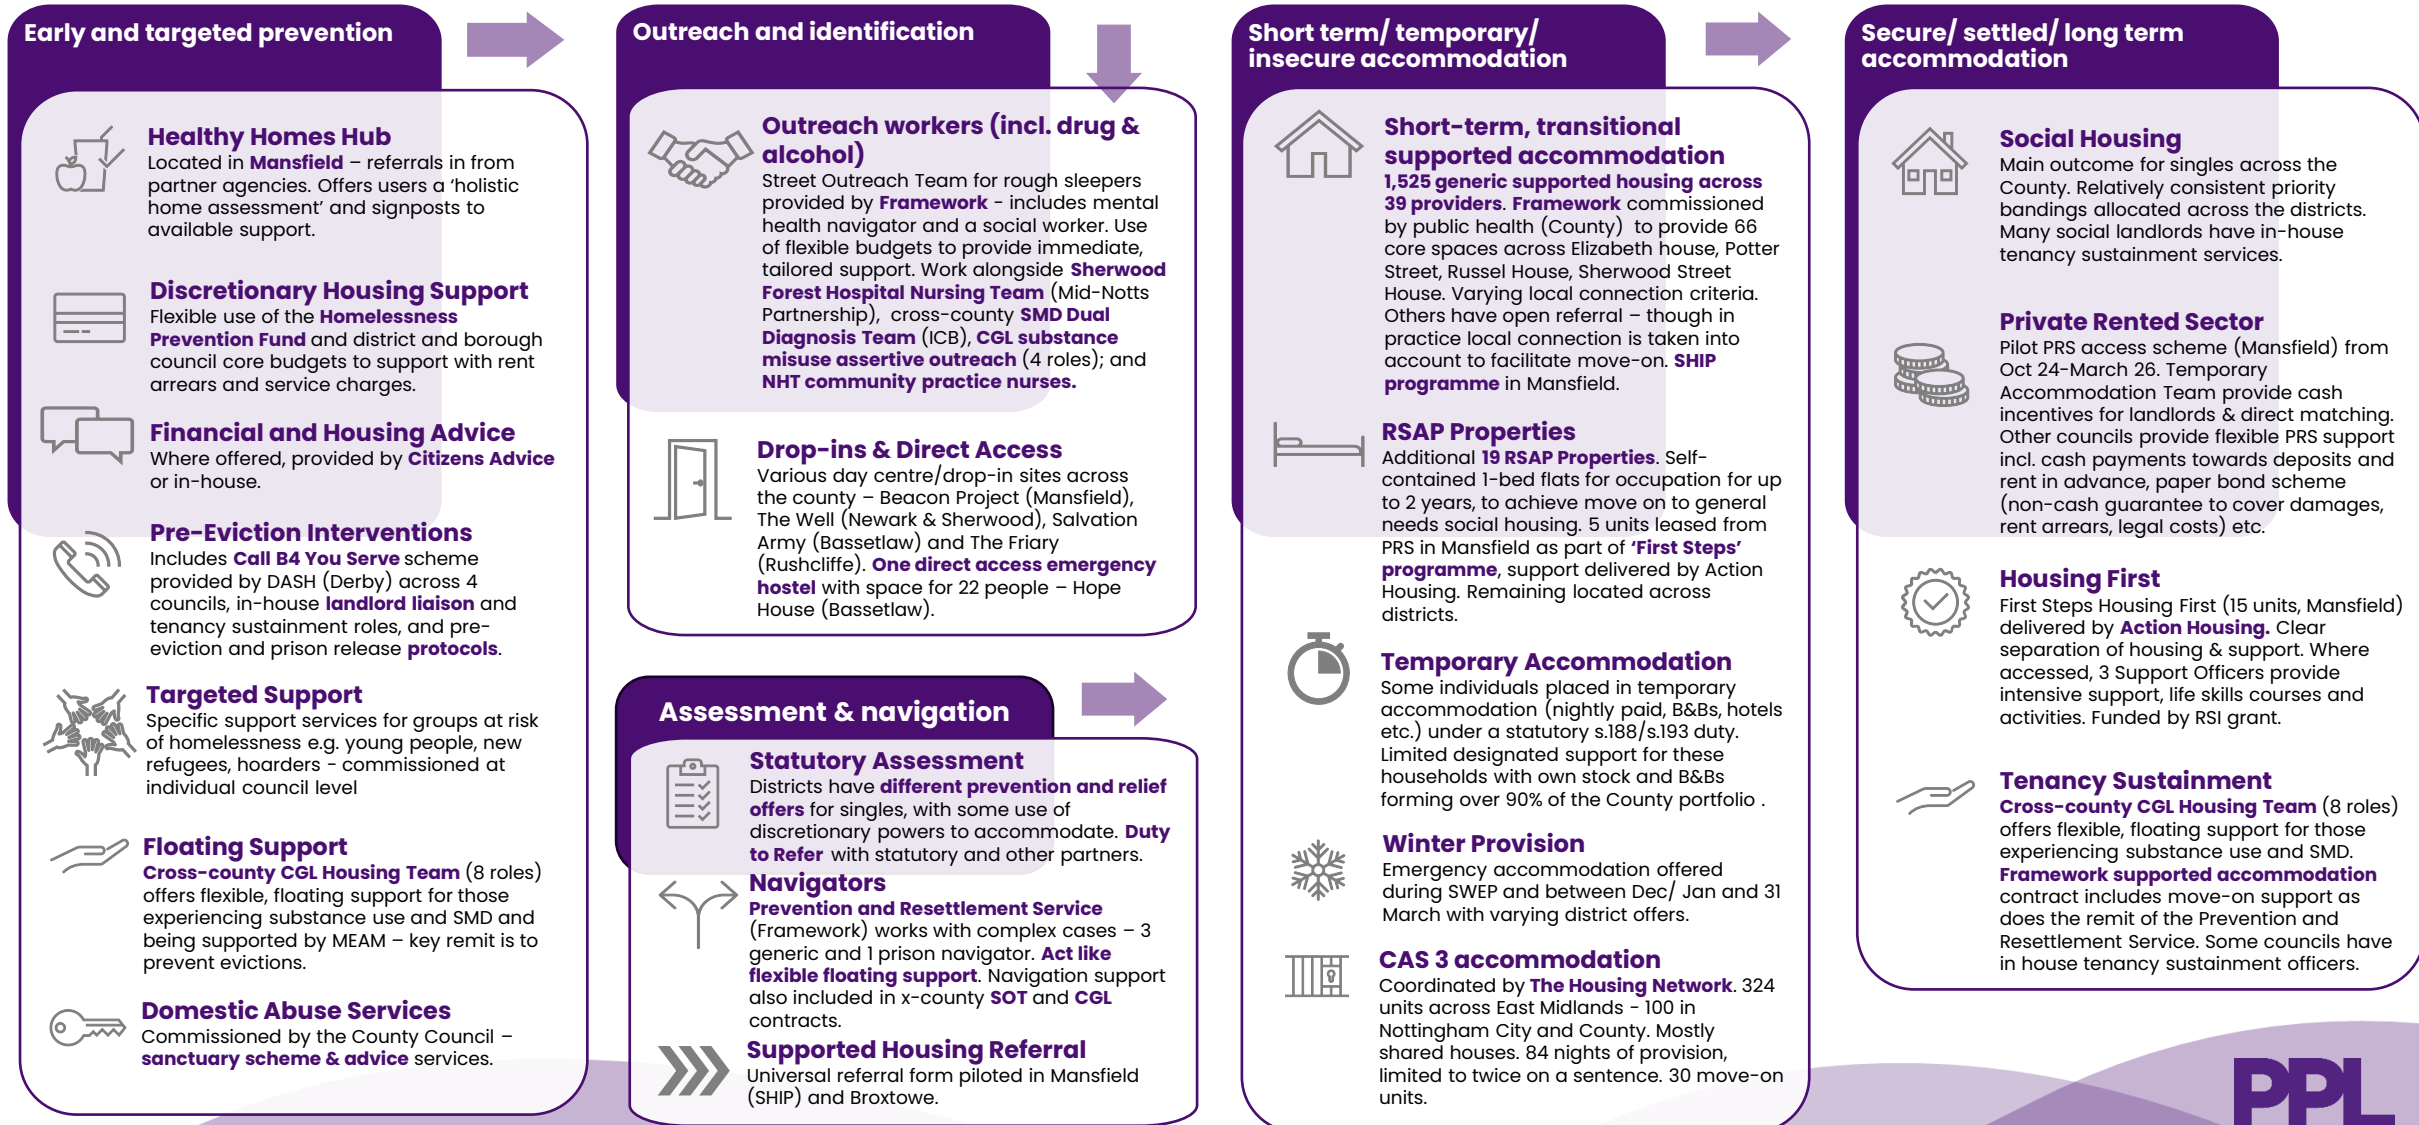 Early and targeted prevention
Healthy Homes Hub
Located in Mansfield – referrals in from
partner agencies. Offers users a ‘holistic
home assessment’ and signposts to
available support.
Discretionary Housing Support
Flexible use of the Homelessness
Prevention Fund and district and borough
council core budgets to support with rent
arrears and service charges.
Financial and Housing Advice
Where offered, provided by Citizens Advice
or in-house.
Pre-Eviction Interventions
Includes Call B4 You Serve scheme
provided by DASH (Derby) across 4
councils, in-house landlord liaison and
tenancy sustainment roles, and pre-
eviction and prison release protocols.
Targeted Support
Specific support services for groups at risk
of homelessness e.g. young people, new
refugees, hoarders - commissioned at
individual council level
Floating Support
Cross-county CGL Housing Team (8 roles)
offers flexible, floating support for those
experiencing substance use and SMD and
being supported by MEAM – key remit is to
prevent evictions.
Domestic Abuse Services
Commissioned by the County Council –
sanctuary scheme & advice services.
Outreach and identification
Outreach workers (incl. drug &
alcohol)
Street Outreach Team for rough sleepers
provided by Framework - includes mental
health navigator and a social worker. Use
of flexible budgets to provide immediate,
tailored support. Work alongside Sherwood
Forest Hospital Nursing Team (Mid-Notts
Partnership), cross-county SMD Dual
Diagnosis Team (ICB), CGL substance
misuse assertive outreach (4 roles); and
NHT community practice nurses.
Drop-ins & Direct Access
Various day centre/drop-in sites across
the county – Beacon Project (Mansfield),
The Well (Newark & Sherwood), Salvation
Army (Bassetlaw) and The Friary
(Rushcliffe). One direct access emergency
hostel with space for 22 people – Hope
House (Bassetlaw).
Assessment & navigation
Statutory Assessment
Districts have different prevention and relief
offers for singles, with some use of
discretionary powers to accommodate. Duty
to Refer with statutory and other partners.
Navigators
Prevention and Resettlement Service
(Framework) works with complex cases – 3
generic and 1 prison navigator. Act like
flexible floating support. Navigation support
also included in x-county SOT and CGL
contracts.
Supported Housing Referral
Universal referral form piloted in Mansfield
(SHIP) and Broxtowe.
Short term/ temporary/
insecure accommodation
Short-term, transitional
supported accommodation
1,525 generic supported housing across
39 providers. Framework commissioned
by public health (County) to provide 66
core spaces across Elizabeth house, Potter
Street, Russel House, Sherwood Street
House. Varying local connection criteria.
Others have open referral – though in
practice local connection is taken into
account to facilitate move-on. SHIP
programme in Mansfield.
RSAP Properties
Additional 19 RSAP Properties. Self-
contained 1-bed flats for occupation for up
to 2 years, to achieve move on to general
needs social housing. 5 units leased from
PRS in Mansfield as part of ‘First Steps’
programme, support delivered by Action
Housing. Remaining located across
districts.
Temporary Accommodation
Some individuals placed in temporary
accommodation (nightly paid, B&Bs, hotels
etc.) under a statutory s.188/s.193 duty.
Limited designated support for these
households with own stock and B&Bs
forming over 90% of the County portfolio .
Winter Provision
Emergency accommodation offered
during SWEP and between Dec/ Jan and 31
March with varying district offers.
CAS 3 accommodation
Coordinated by The Housing Network. 324
units across East Midlands - 100 in
Nottingham City and County. Mostly
shared houses. 84 nights of provision,
limited to twice on a sentence. 30 move-on
units.
Secure/ settled/ long term
accommodation
Social Housing
Main outcome for singles across the
County. Relatively consistent priority
bandings allocated across the districts.
Many social landlords have in-house
tenancy sustainment services.
Private Rented Sector
Pilot PRS access scheme (Mansfield) from
Oct 24-March 26. Temporary
Accommodation Team provide cash
incentives for landlords & direct matching.
Other councils provide flexible PRS support
incl. cash payments towards deposits and
rent in advance, paper bond scheme
(non-cash guarantee to cover damages,
rent arrears, legal costs) etc.
Housing First
First Steps Housing First (15 units, Mansfield)
delivered by Action Housing. Clear
separation of housing & support. Where
accessed, 3 Support Officers provide
intensive support, life skills courses and
activities. Funded by RSI grant.
Tenancy Sustainment
Cross-county CGL Housing Team (8 roles)
offers flexible, floating support for those
experiencing substance use and SMD.
Framework supported accommodation
contract includes move-on support as
does the remit of the Prevention and
Resettlement Service. Some councils have
in house tenancy sustainment officers.
PPL